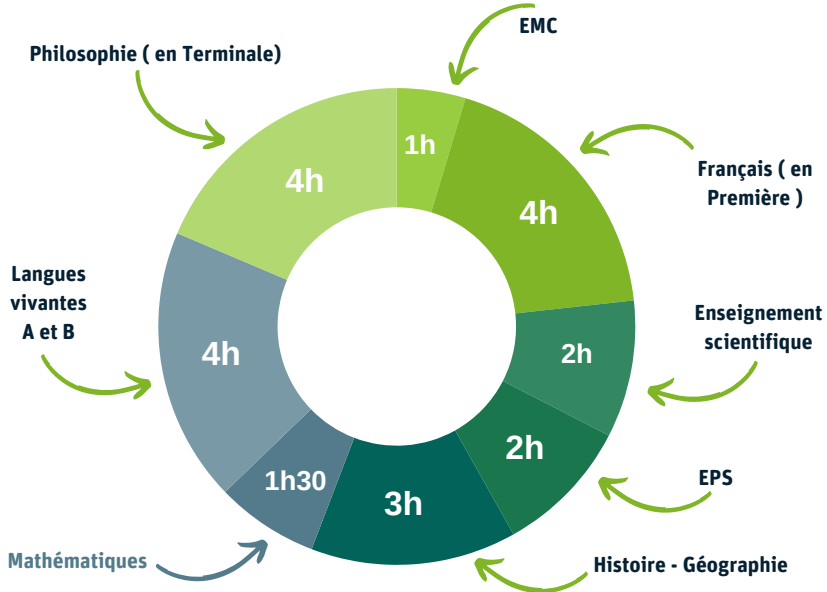 EMC
Philosophie ( en Terminale)
1h
4h
4h
Français ( en
Première )
Langues
vivantes
A et B
Enseignement
scientifique
4h
2h
2h
1h30
3h
EPS
Mathématiques
Histoire - Géographie